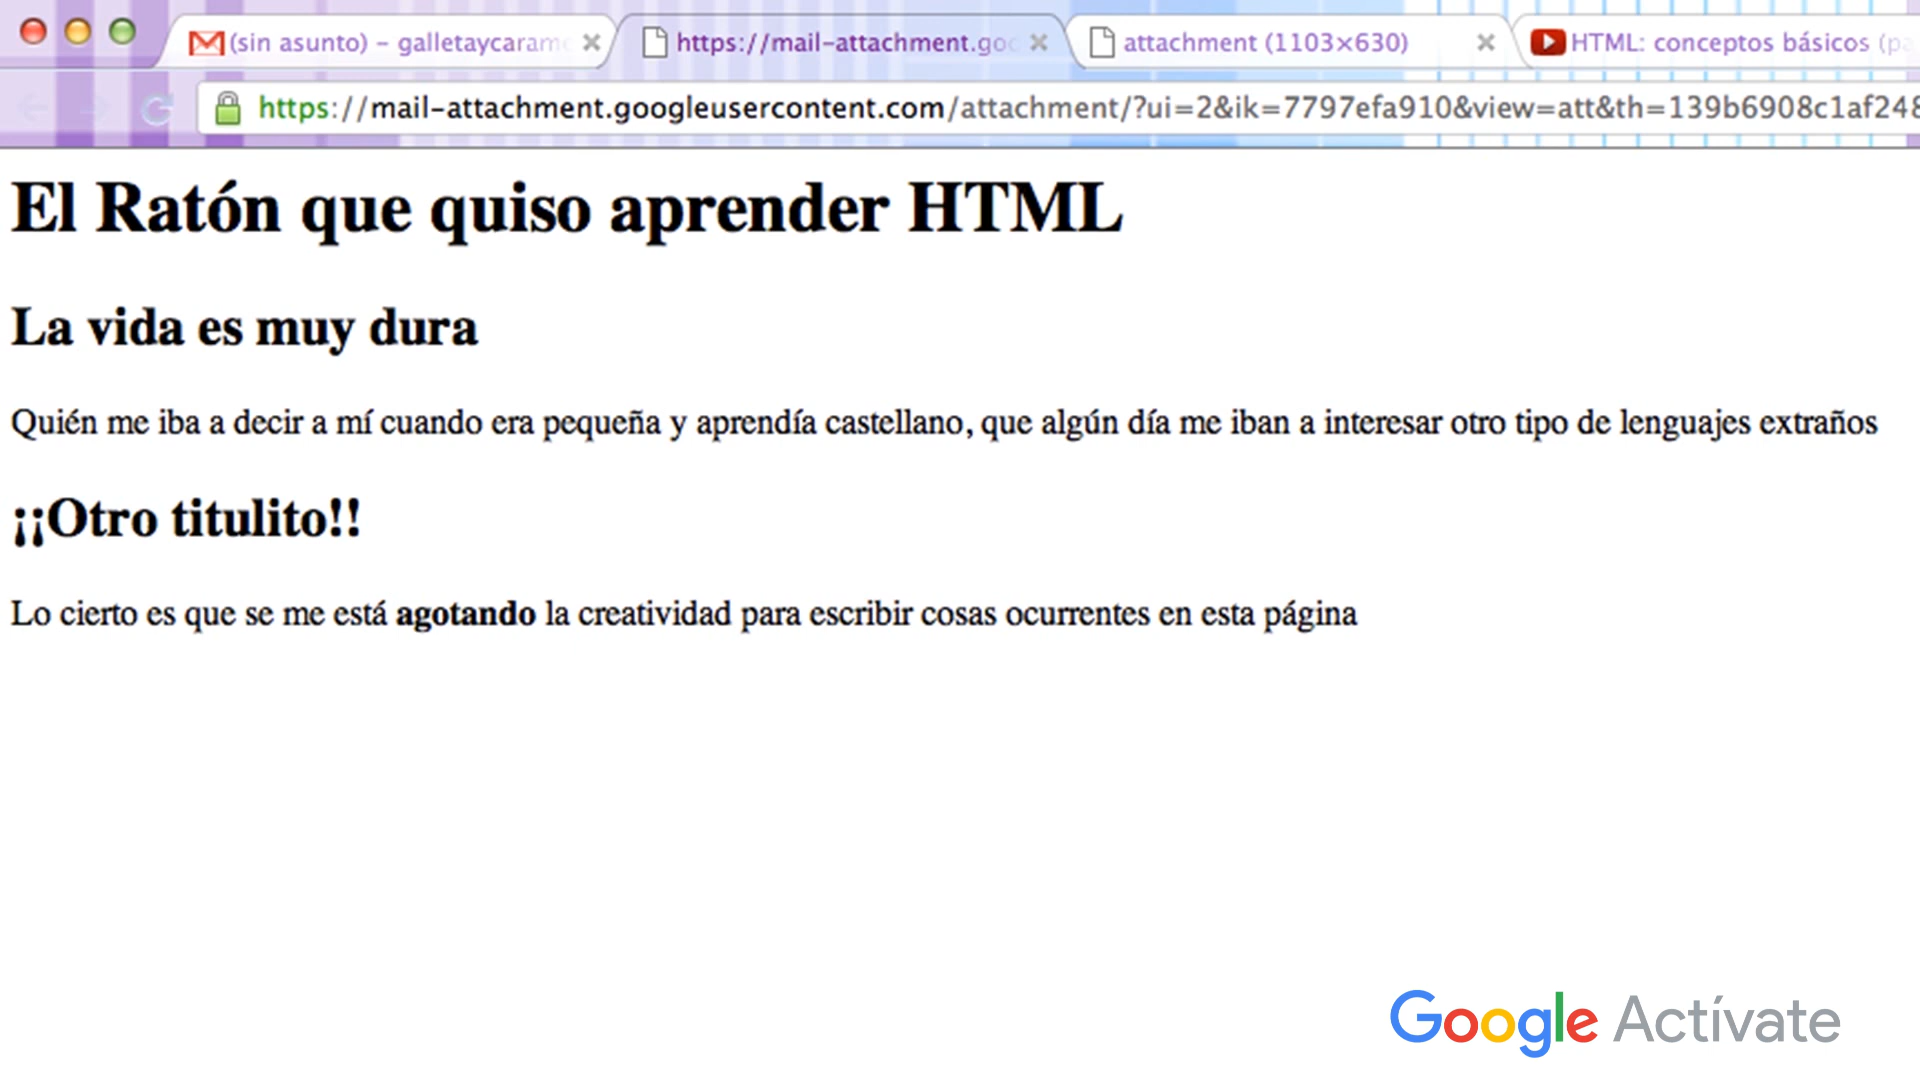 (sin asunto) – galletaycaram
https://mail-attachment.goo
attachment (1103×630)
HTML: conceptos básicos (pa
https://mail-attachment.googleusercontent.com/attachment/?ui=2&ik=7797efa910&view=att&th=139b6908c1af248
El Ratón que quiso aprender HTML
La vida es muy dura
Quién me iba a decir a mí cuando era pequeña y aprendía castellano, que algún día me iban a interesar otro tipo de lenguajes extraños
¡¡Otro titulito!!
Lo cierto es que se me está agotando la creatividad para escribir cosas ocurrentes en esta página
Google Actívate